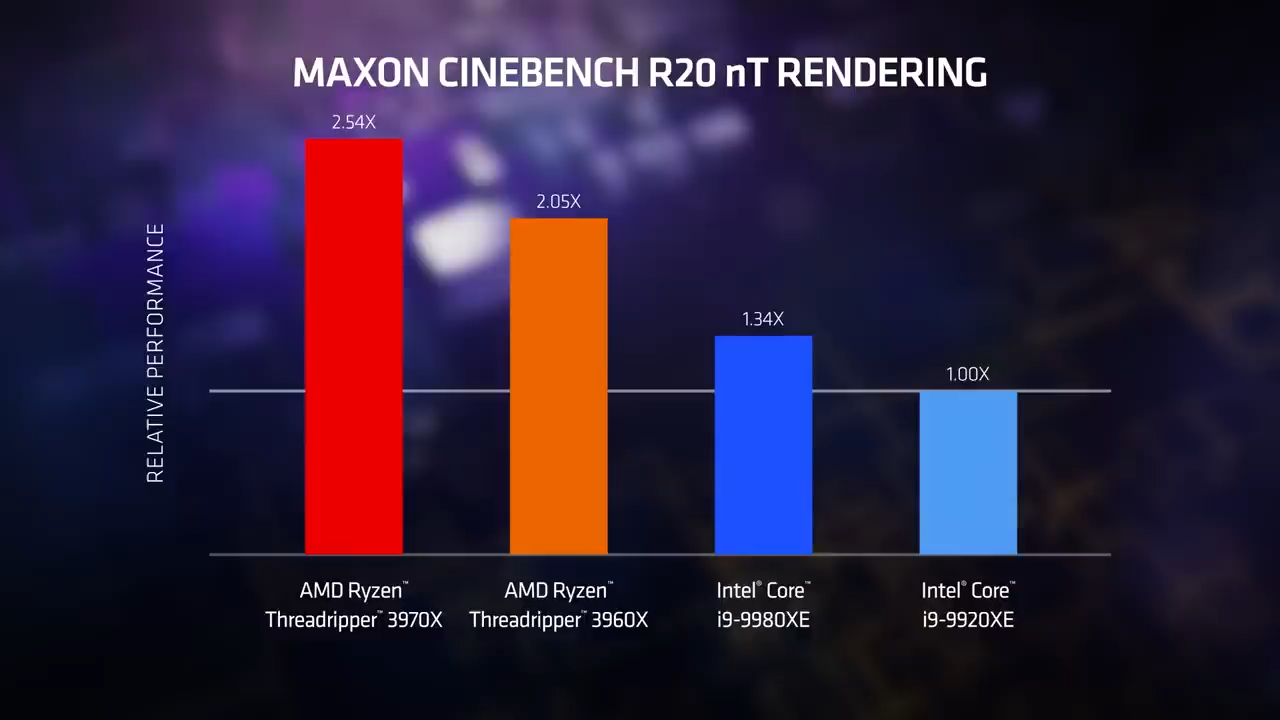 MAXON CINEBENCH R20 nT RENDERING
2.54X
2.05X
1.34X
1.00X
RELATIVE PERFORMANCE
AMD Ryzen™
Threadripper™ 3970X
AMD Ryzen™
Threadripper™ 3960X
Intel® Core™
i9-9980XE
Intel® Core™
i9-9920XE